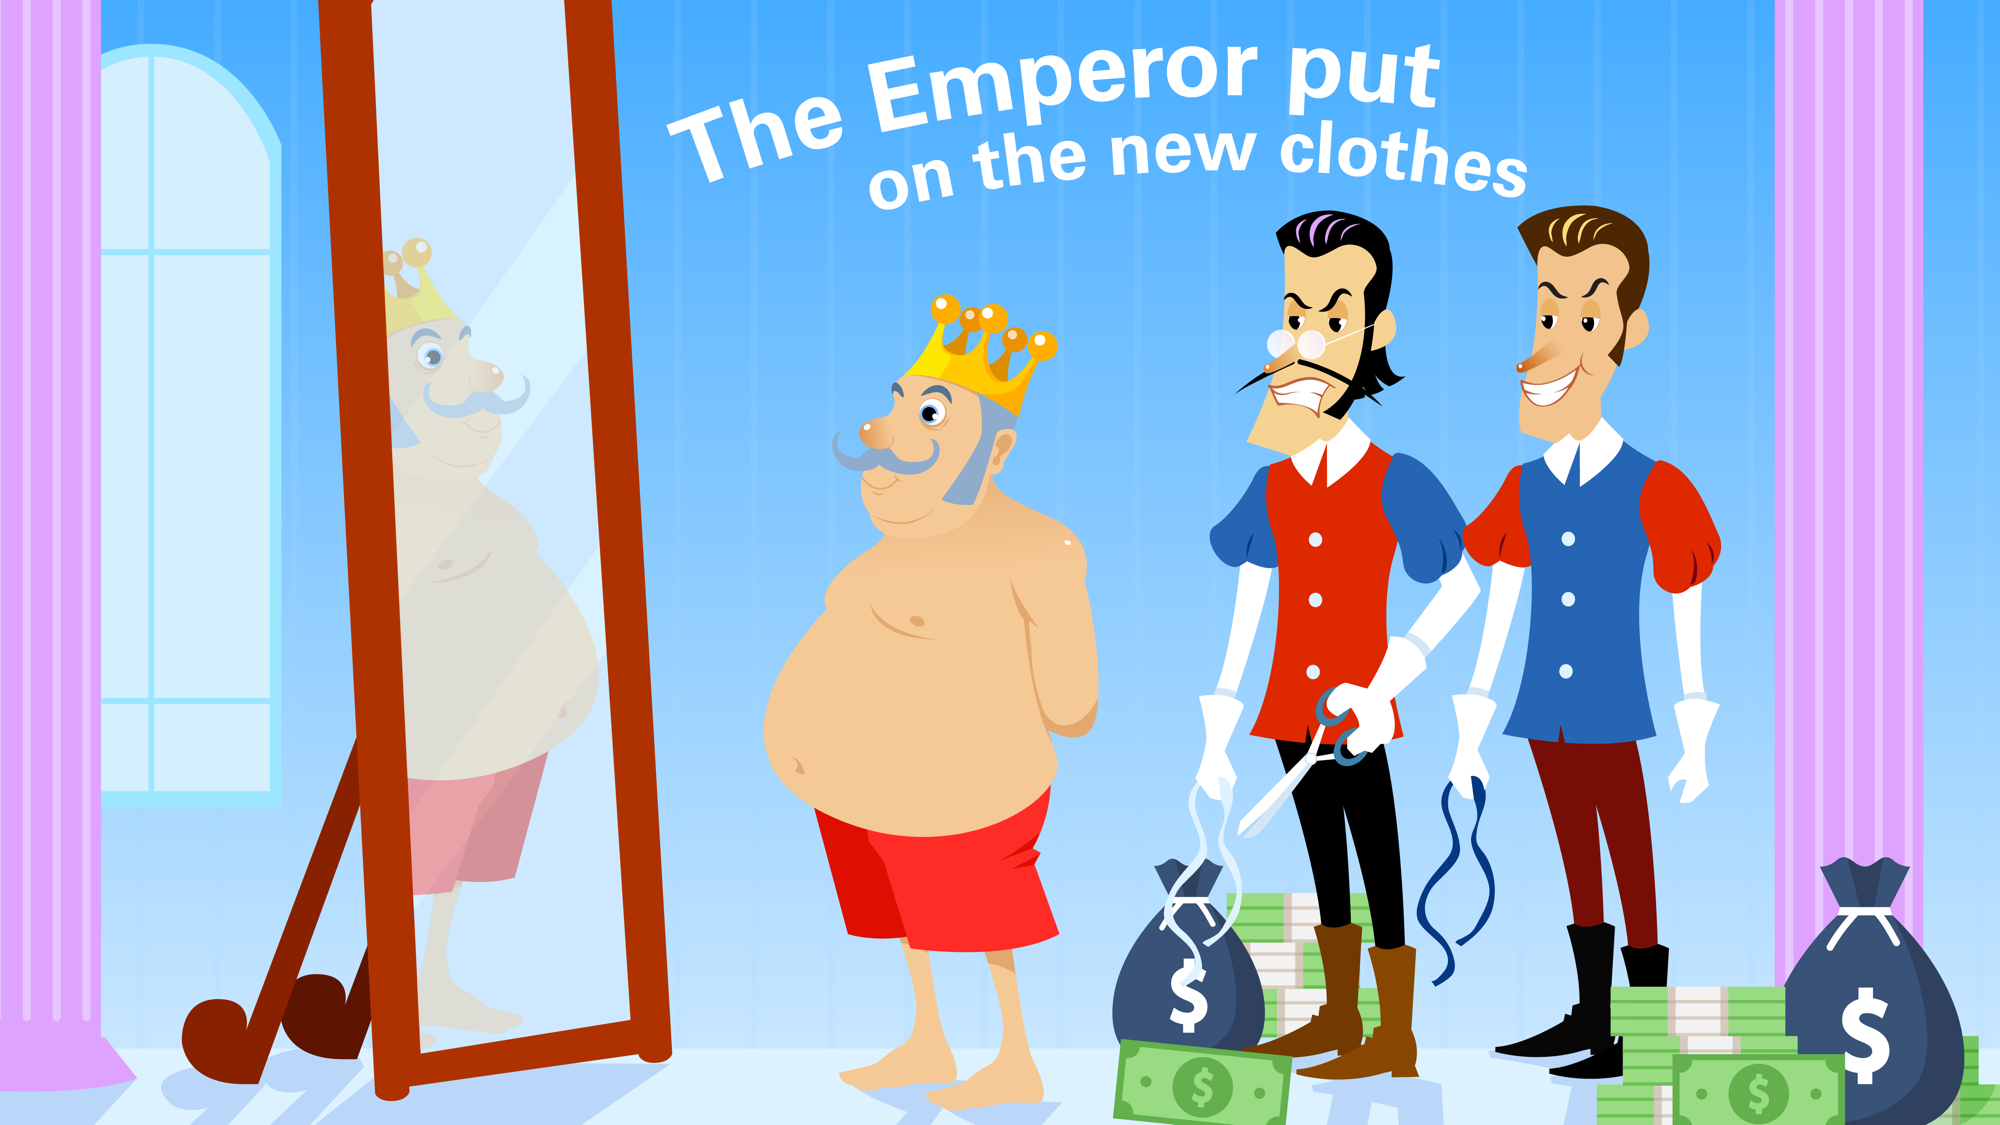 The Emperor put
on the new clothes
$
$
$
$